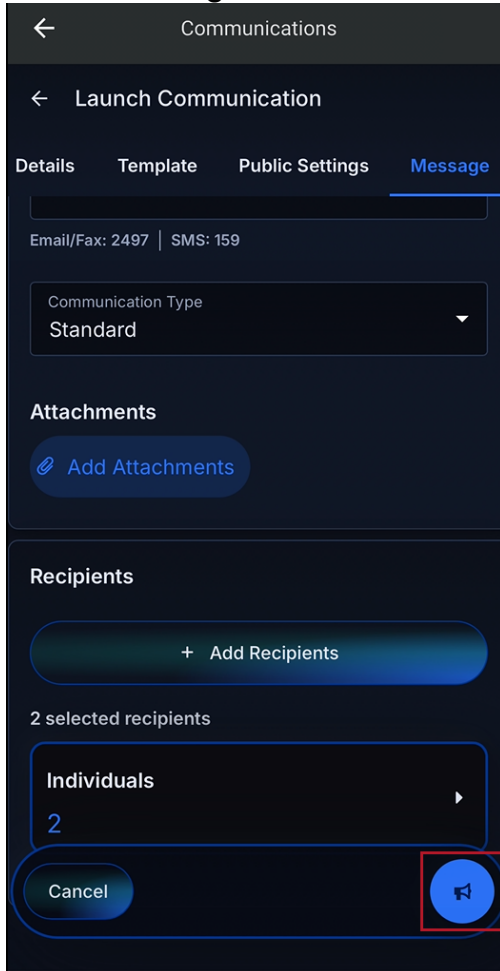 Communications
Launch Communication
Details Template Public Settings Message
Email/Fax: 2497 | SMS: 159
Communication Type
Standard
Attachments
Add Attachments
Recipients
+ Add Recipients
2 selected recipients
Individuals
2
Cancel